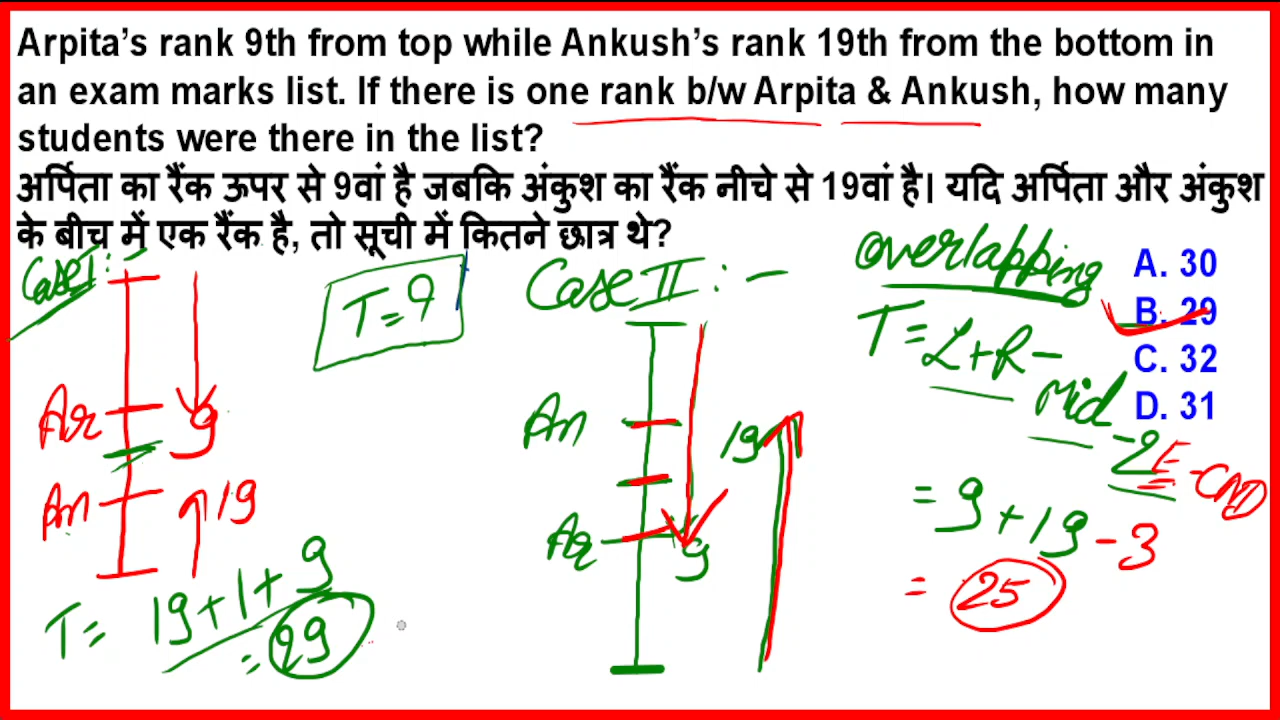 Arpita’s rank 9th from top while Ankush’s rank 19th from the bottom in
an exam marks list. If there is one rank b/w Arpita & Ankush, how many
students were there in the list?
अर्पिता का रैंक ऊपर से 9वां है जबकि अंकुश का रैंक नीचे से 19वां है। यदि अर्पिता और अंकुश
के बीच में एक रैंक है, तो सूची में कितने छात्र थे?
A. 30
B. 29
C. 32
D. 31
Case I :-
Ar 9
An 19
T = 19 + 1 + 9
= 29
T = ?
Case II : -
An 19
Ar 9
overlapping
T = L + R -
Mid
- 2
= 9 + 19 - 3
= 25